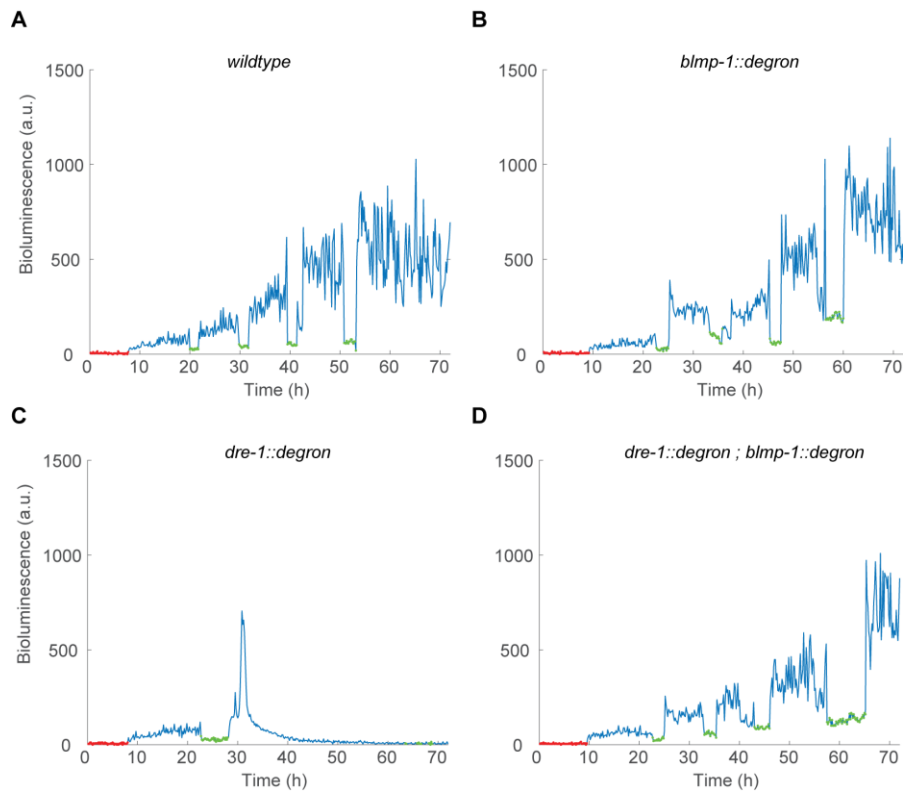 A
wildtype
1500
1000
500
0
Bioluminescence (a.u.)
0 10 20 30 40 50 60 70
Time (h)
B
blmp-1::degron
1500
1000
500
0
0 10 20 30 40 50 60 70
Time (h)
C
dre-1::degron
1500
1000
500
0
Bioluminescence (a.u.)
0 10 20 30 40 50 60 70
Time (h)
D
dre-1::degron ; blmp-1::degron
1500
1000
500
0
0 10 20 30 40 50 60 70
Time (h)